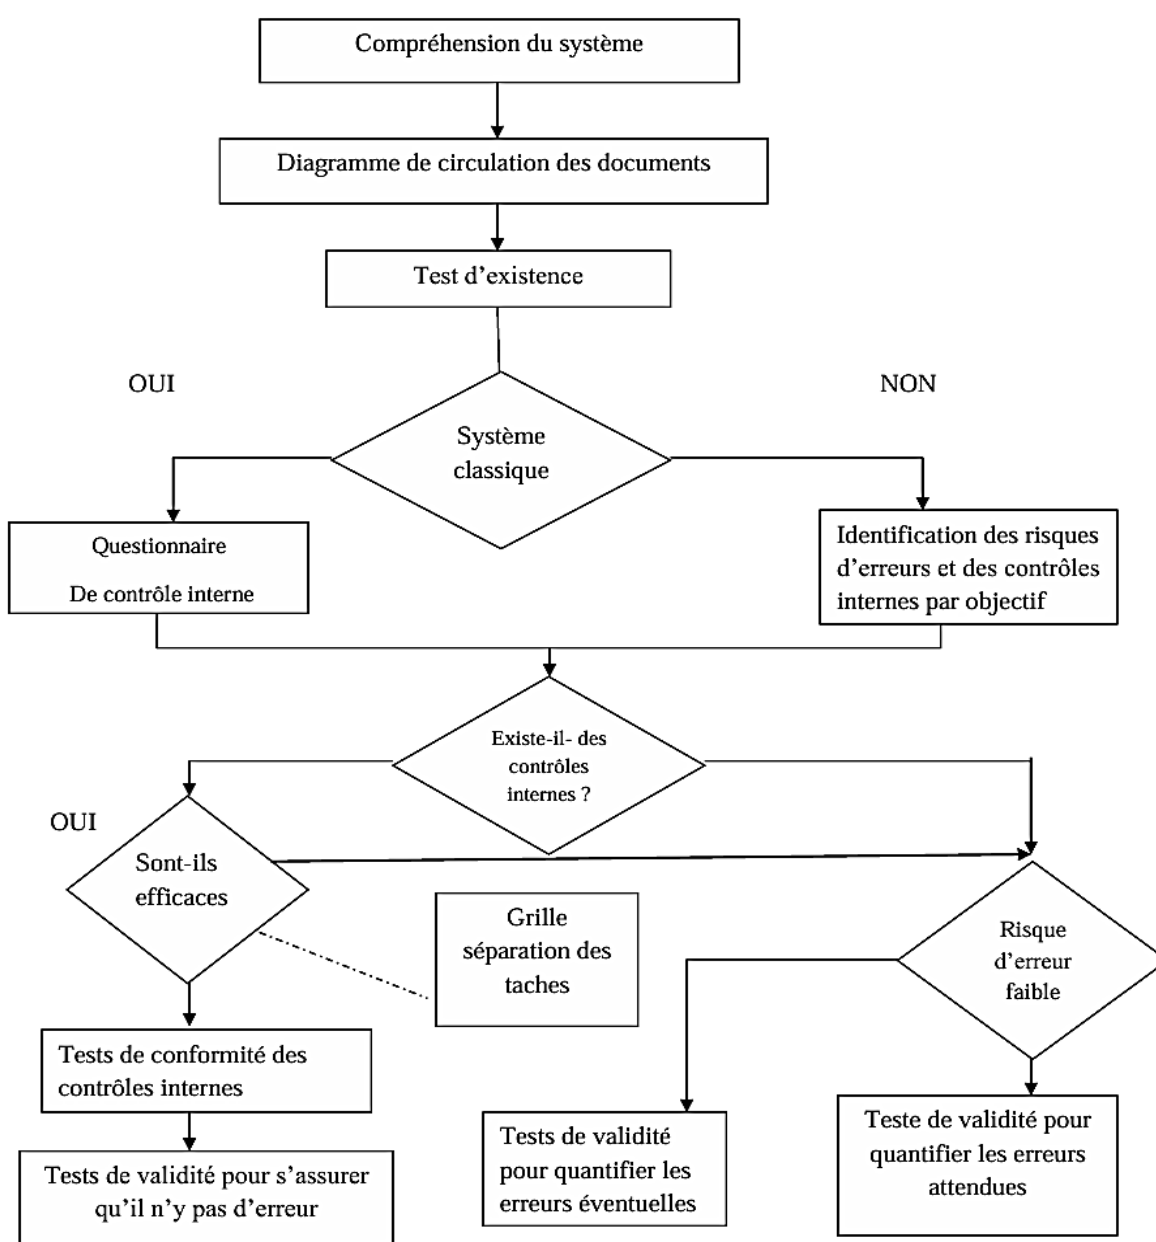 Compréhension du système
Diagramme de circulation des documents
Test d’existence
OUI
NON
Système
classique
Questionnaire
De contrôle interne
Identification des risques
d’erreurs et des contrôles
internes par objectif
Existe-il- des
contrôles
internes ?
OUI
Sont-ils
efficaces
Grille
séparation des
taches
Risque
d’erreur
faible
Tests de conformité des
contrôles internes
Tests de validité pour s’assurer
qu’il n’y pas d’erreur
Tests de validité
pour quantifier les
erreurs éventuelles
Teste de validité pour
quantifier les erreurs
attendues